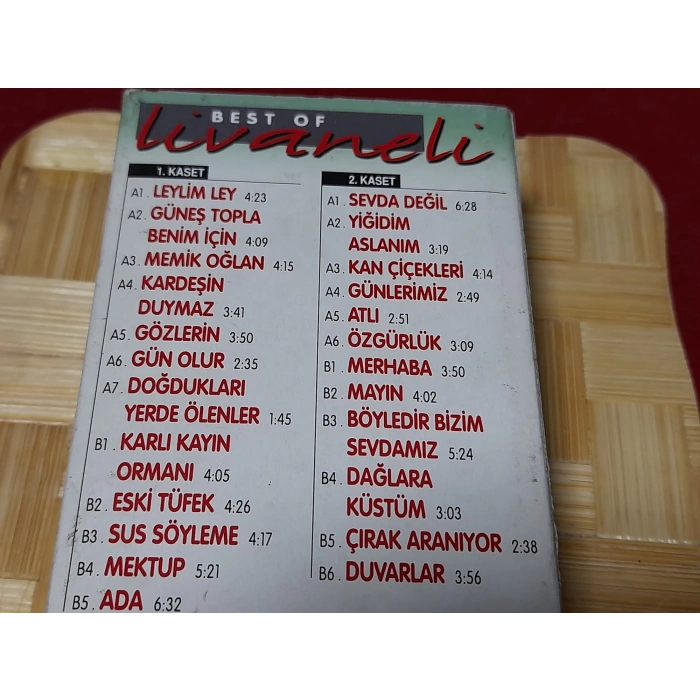 BEST OF
livaneli
1. KASET
A1. LEYLİM LEY 4:23
A2. GÜNEŞ TOPLA
BENİM İÇİN 4:09
A3. MEMİK OĞLAN 4:15
A4. KARDEŞİN
DUYMAZ 3:41
A5. GÖZLERİN 3:50
A6. GÜN OLUR 2:35
A7. DOĞDUKLARI
YERDE ÖLENLER 1:45
B1. KARLI KAYIN
ORMANI 4:05
B2. ESKİ TÜFEK 4:26
B3. SUS SÖYLEME 4:17
B4. MEKTUP 5:21
B5. ADA 6:32
2. KASET
A1. SEVDA DEĞİL 6:28
A2. YİĞİDİM
ASLANIM 3:19
A3. KAN ÇİÇEKLERİ 4:14
A4. GÜNLERİMİZ 2:49
A5. ATLI 2:51
A6. ÖZGÜRLÜK 3:09
B1. MERHABA 3:50
B2. MAYIN 4:02
B3. BÖYLEDİR BİZİM
SEVDAMIZ 5:24
B4. DAĞLARA
KÜSTÜM 3:03
B5. ÇIRAK ARANIYOR 2:38
B6. DUVARLAR 3:56